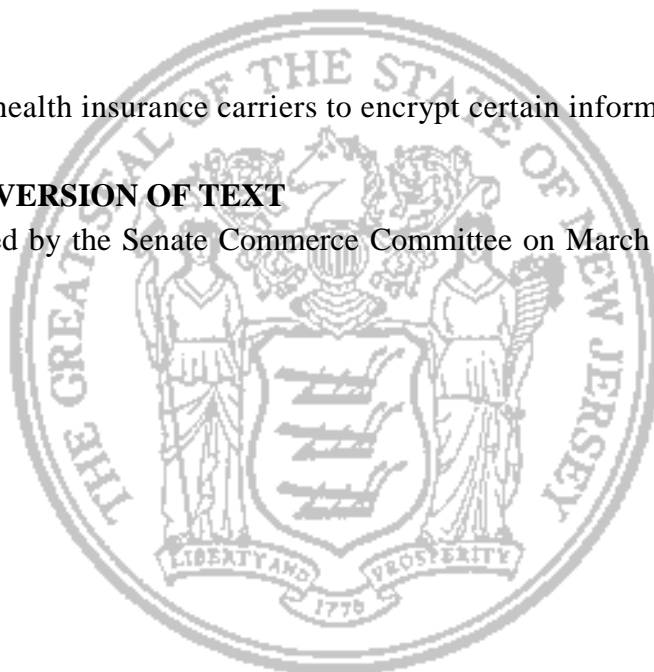 THE GREAT SEAL OF THE STATE OF NEW JERSEY
health insurance carriers to encrypt certain inform
VERSION OF TEXT
ed by the Senate Commerce Committee on March
LIBERTY AND PROSPERITY
1776